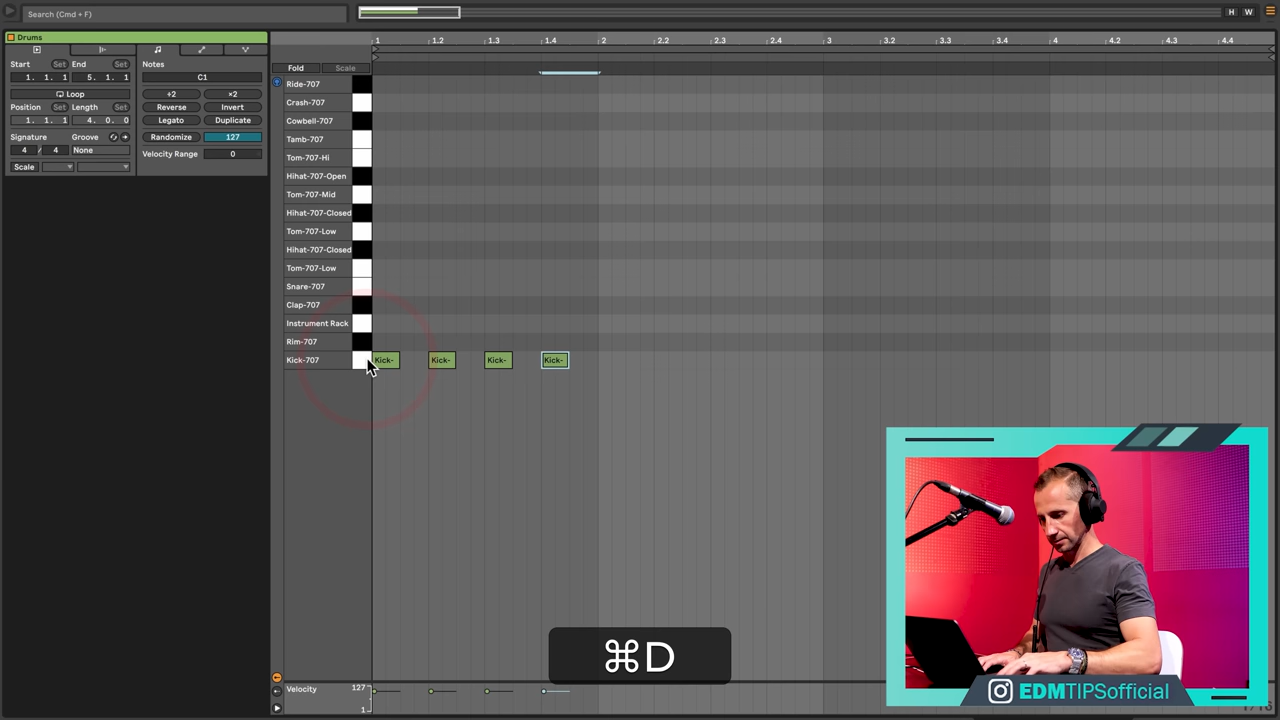 Search (Cmd + F)
H W
Drums
Start Set End Set
1. 1. 1 5. 1. 1
Loop
Position Set Length Set
1. 1. 1 4. 0. 0
Signature Groove
4 / 4 None
Scale
Notes
C1
+2 ×2
Reverse Invert
Legato Duplicate
Randomize 127
Velocity Range 0
1 1.2 1.3 1.4 2 2.2 2.3 2.4 3 3.2 3.3 3.4 4 4.2 4.3 4.4
Fold Scale
Ride-707
Crash-707
Cowbell-707
Tamb-707
Tom-707-Hi
Hihat-707-Open
Tom-707-Mid
Hihat-707-Closed
Tom-707-Low
Hihat-707-Closed
Tom-707-Low
Snare-707
Clap-707
Instrument Rack
Rim-707
Kick-707 Kick- Kick- Kick- Kick-
⌘D
EDMTIPSofficial
Velocity 127
1
1/16